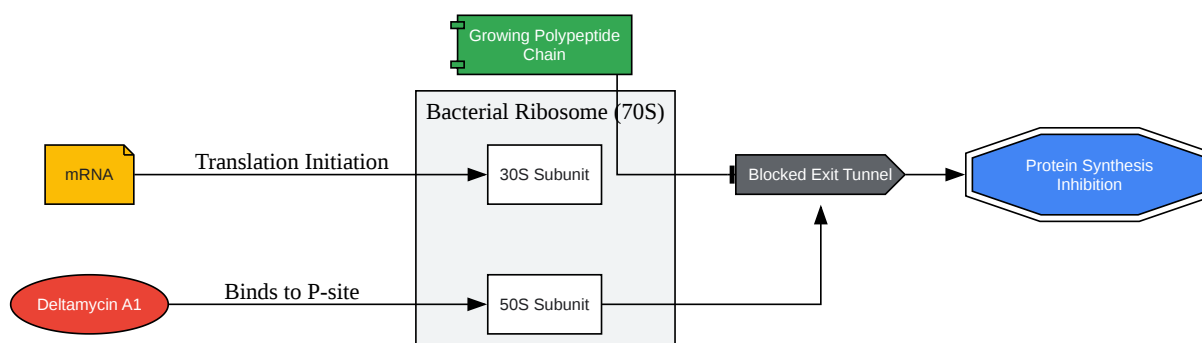 Growing Polypeptide
Chain
Bacterial Ribosome (70S)
mRNA
Translation Initiation
30S Subunit
Blocked Exit Tunnel
Protein Synthesis
Inhibition
Deltamycin A1
Binds to P-site
50S Subunit